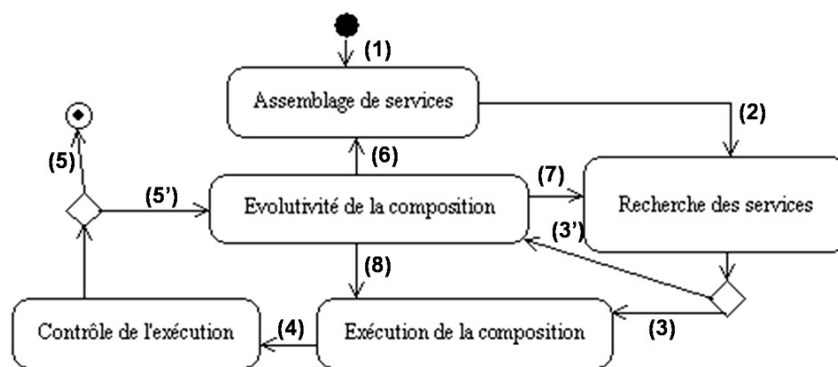 (1)
Assemblage de services
(2)
(5)
(6)
(5')
Evolutivité de la composition
(7)
Recherche des services
(3')
(8)
Contrôle de l'exécution
(4)
Exécution de la composition
(3)